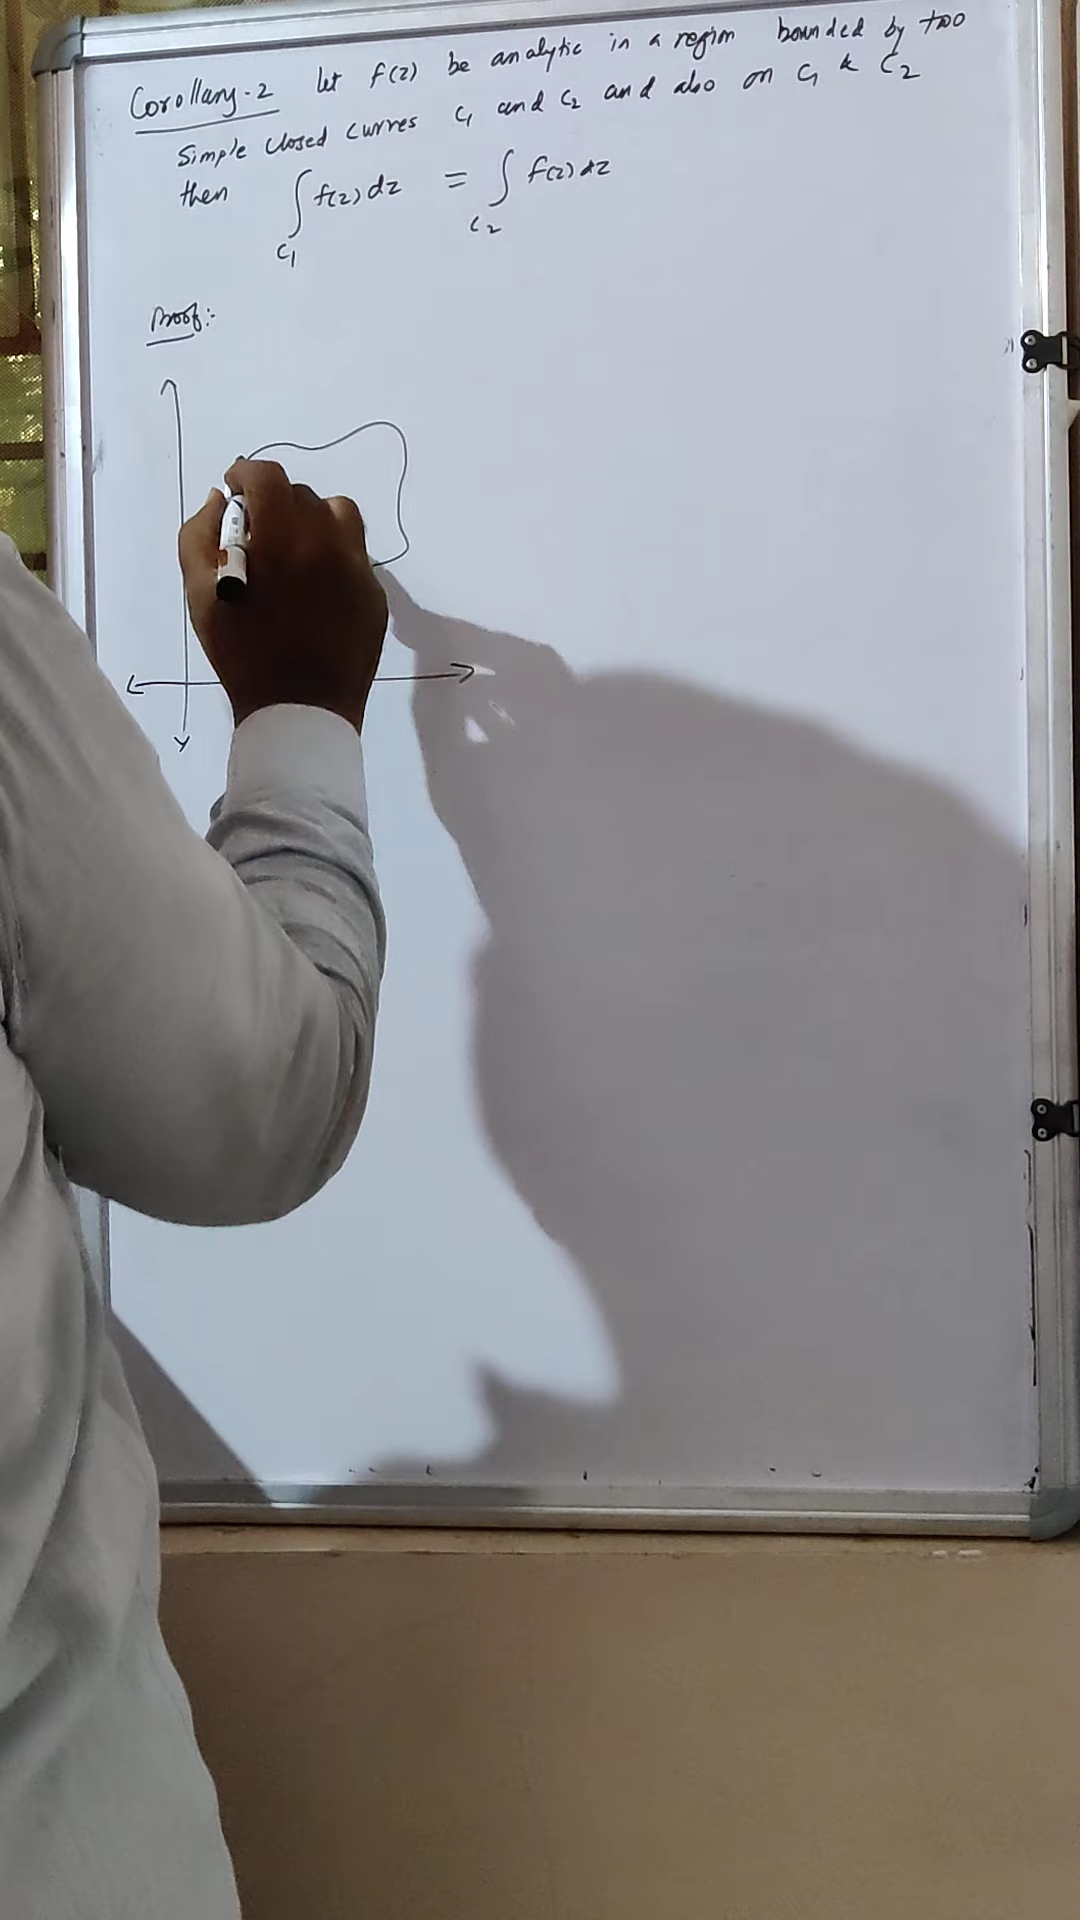 Corollary-2 let f(z) be analytic in a region bounded by two
Simple closed curves C₁ and C₂ and also on C₁ & C₂
then ∫ f(z) dz = ∫ f(z) dz
C₁ C₂
Proof:-